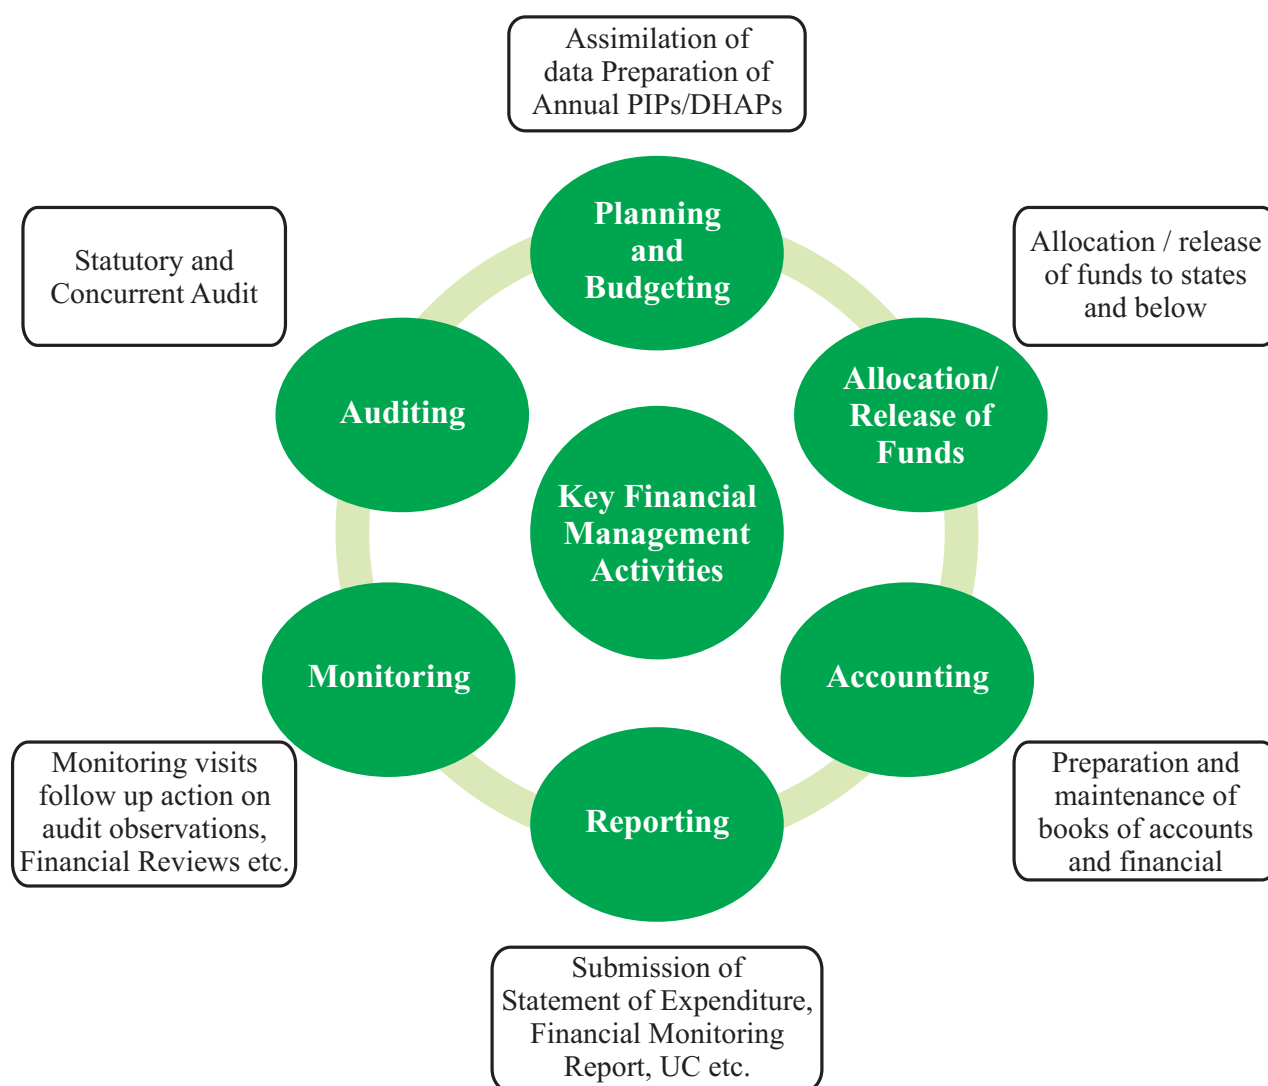 Assimilation of
data Preparation of
Annual PIPs/DHAPs
Planning
and
Budgeting
Allocation / release
of funds to states
and below
Allocation/
Release of
Funds
Statutory and
Concurrent Audit
Auditing
Key Financial
Management
Activities
Monitoring
Accounting
Monitoring visits
follow up action on
audit observations,
Financial Reviews etc.
Preparation and
maintenance of
books of accounts
and financial
Reporting
Submission of
Statement of Expenditure,
Financial Monitoring
Report, UC etc.